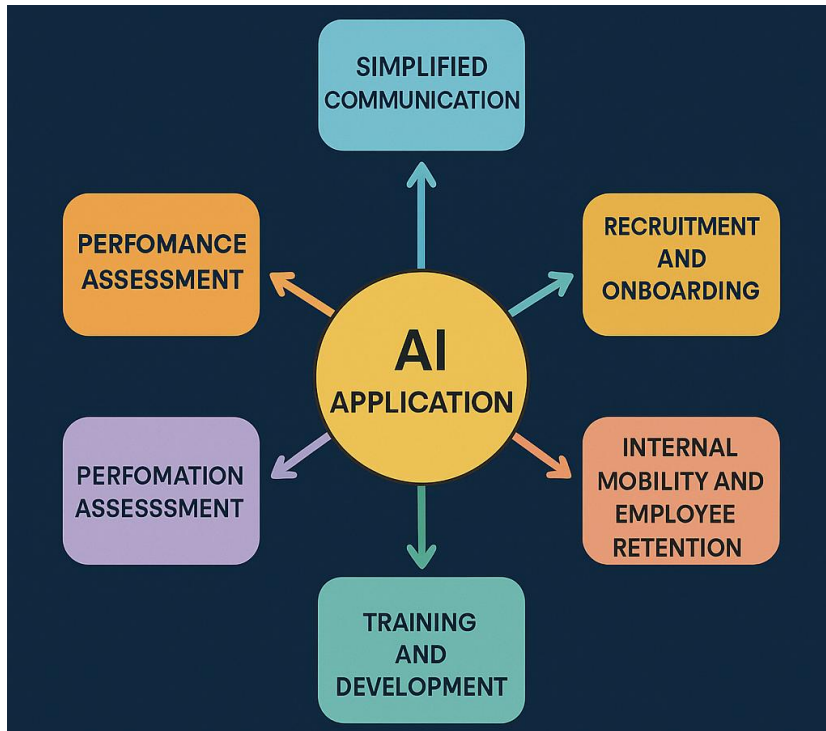 SIMPLIFIED
COMMUNICATION
PERFOMANCE
ASSESSMENT
RECRUITMENT
AND
ONBOARDING
AI
APPLICATION
PERFOMATION
ASSESSSMENT
INTERNAL
MOBILITY AND
EMPLOYEE
RETENTION
TRAINING
AND
DEVELOPMENT